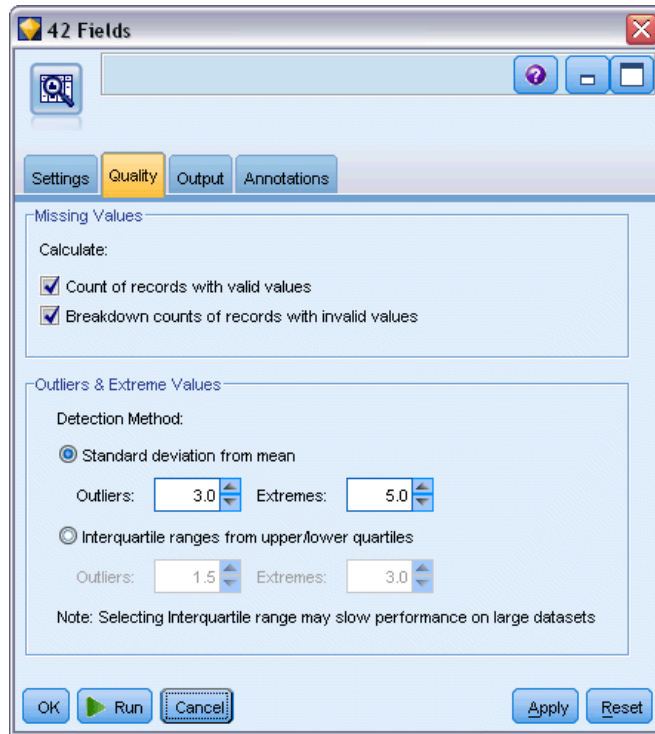 42 Fields
?
Settings Quality Output Annotations
Missing Values
Calculate:
Count of records with valid values
Breakdown counts of records with invalid values
Outliers & Extreme Values
Detection Method:
Standard deviation from mean
Outliers: 3.0 Extremes: 5.0
Interquartile ranges from upper/lower quartiles
Outliers: 1.5 Extremes: 3.0
Note: Selecting Interquartile range may slow performance on large datasets
OK Run Cancel Apply Reset